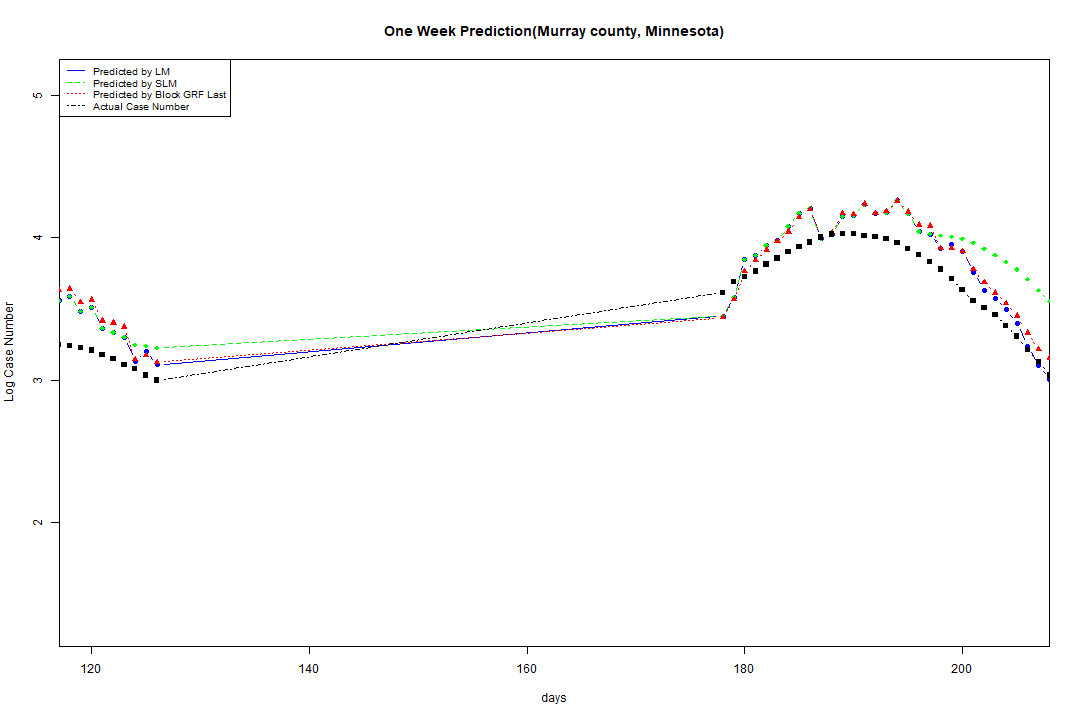 One Week Prediction(Murray county, Minnesota)
Predicted by LM
Predicted by SLM
Predicted by Block GRF Last
Actual Case Number
5
4
3
2
Log Case Number
120
140
160
180
200
days